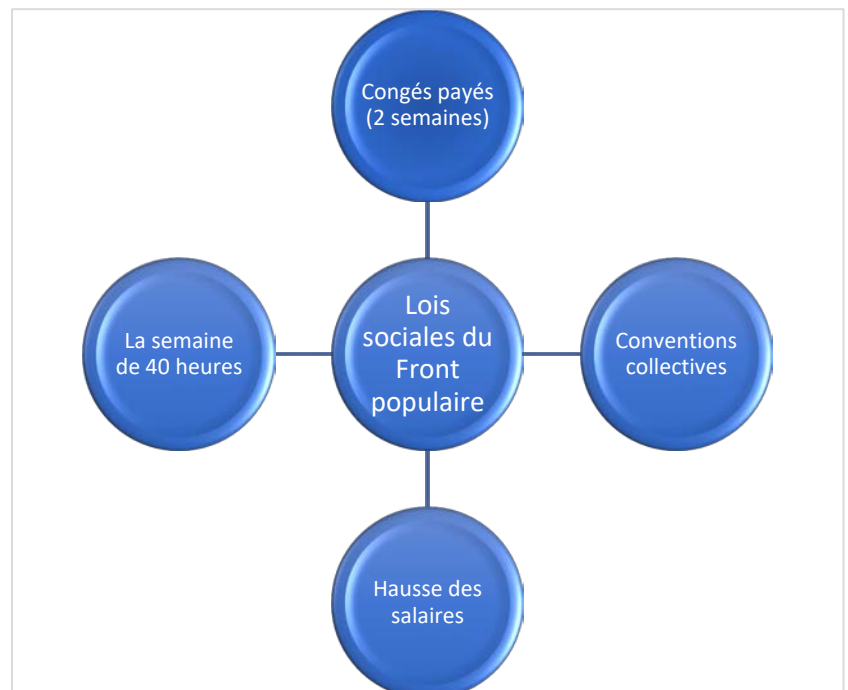 Congés payés
(2 semaines)
La semaine
de 40 heures
Lois
sociales du
Front
populaire
Conventions
collectives
Hausse des
salaires